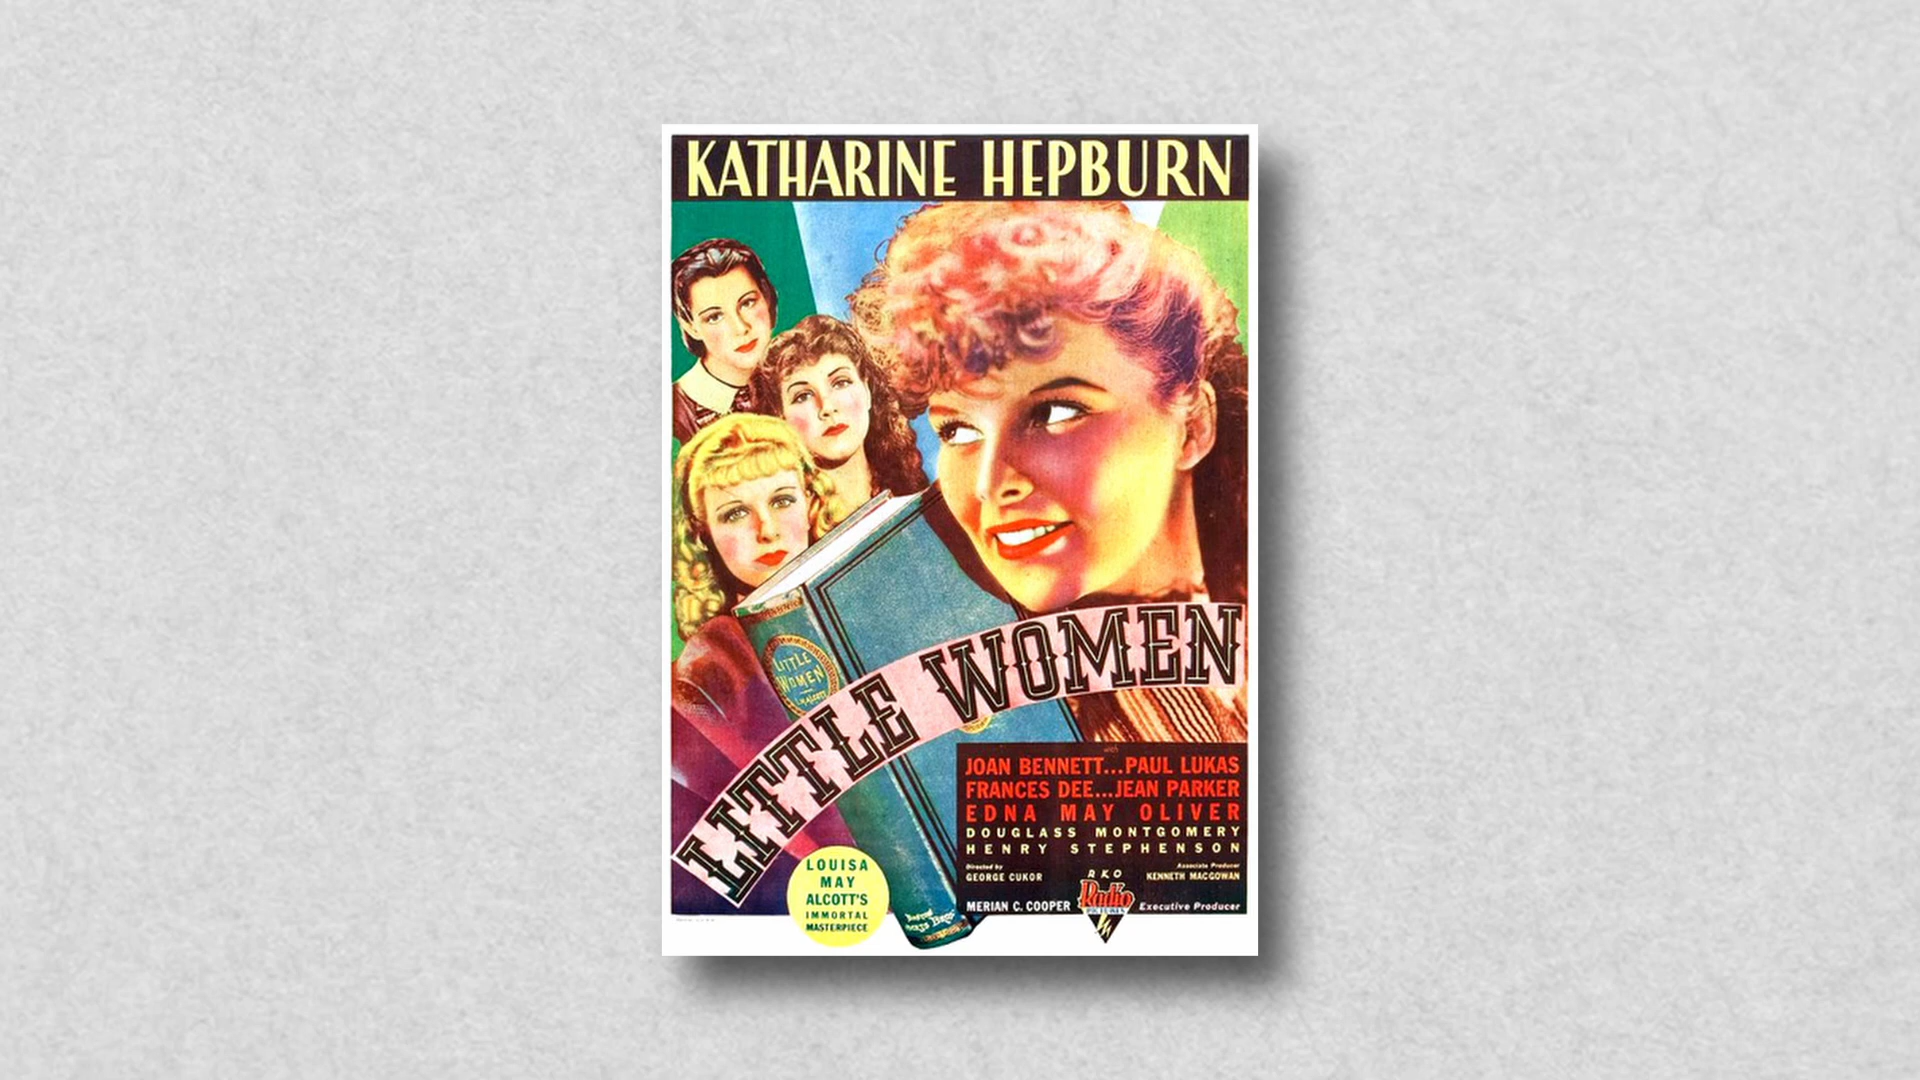 KATHARINE HEPBURN
LITTLE
WOMEN
LITTLE WOMEN
with
JOAN BENNETT...PAUL LUKAS
FRANCES DEE...JEAN PARKER
EDNA MAY OLIVER
DOUGLASS MONTGOMERY
HENRY STEPHENSON
Directed by
GEORGE CUKOR
Associate Producer
KENNETH MACGOWAN
RKO
Radio
PICTURES
MERIAN C. COOPER
Executive Producer
LOUISA
MAY
ALCOTT'S
IMMORTAL
MASTERPIECE